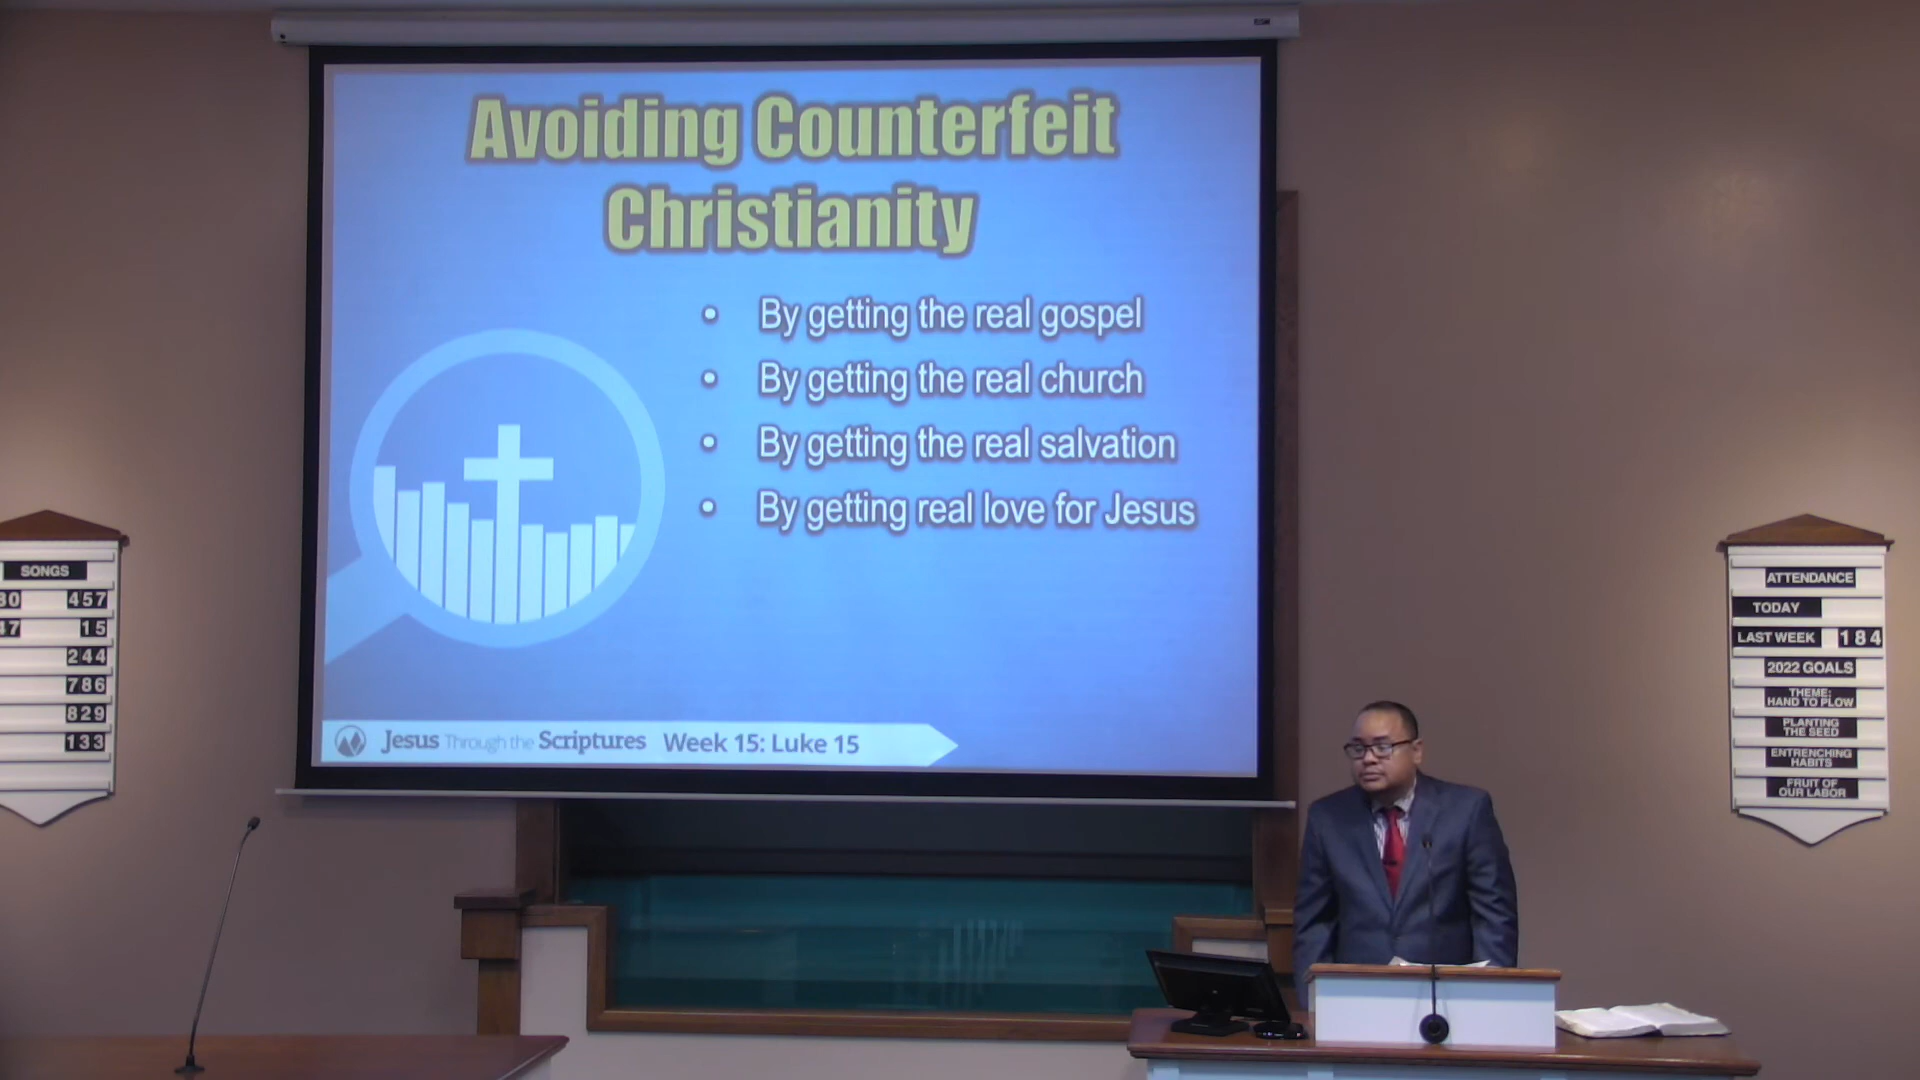 Avoiding Counterfeit
Christianity
• By getting the real gospel
• By getting the real church
• By getting the real salvation
• By getting real love for Jesus
Jesus Through the Scriptures Week 15: Luke 15
SONGS
457
15
244
786
829
133
ATTENDANCE
TODAY
LAST WEEK 184
2022 GOALS
THEME:
HAND TO PLOW
PLANTING
THE SEED
ENTRENCHING
HABITS
FRUIT OF
OUR LABOR